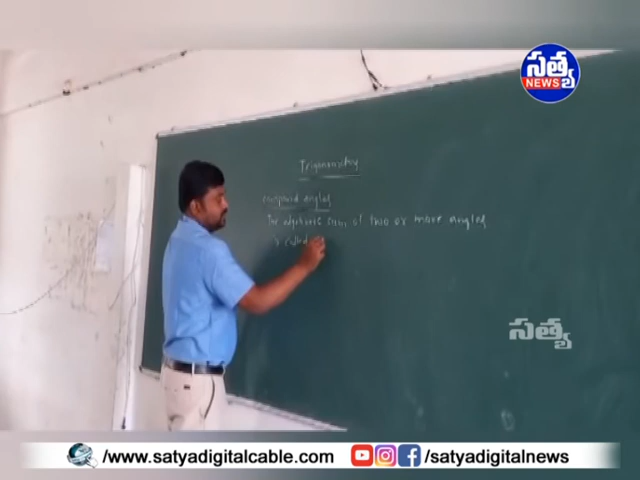 సత్య
NEWS
Trigonometry
compound angles
The algebraic sum of two or more angles
is called
సత్య
/www.satyadigitalcable.com /satyadigitalnews